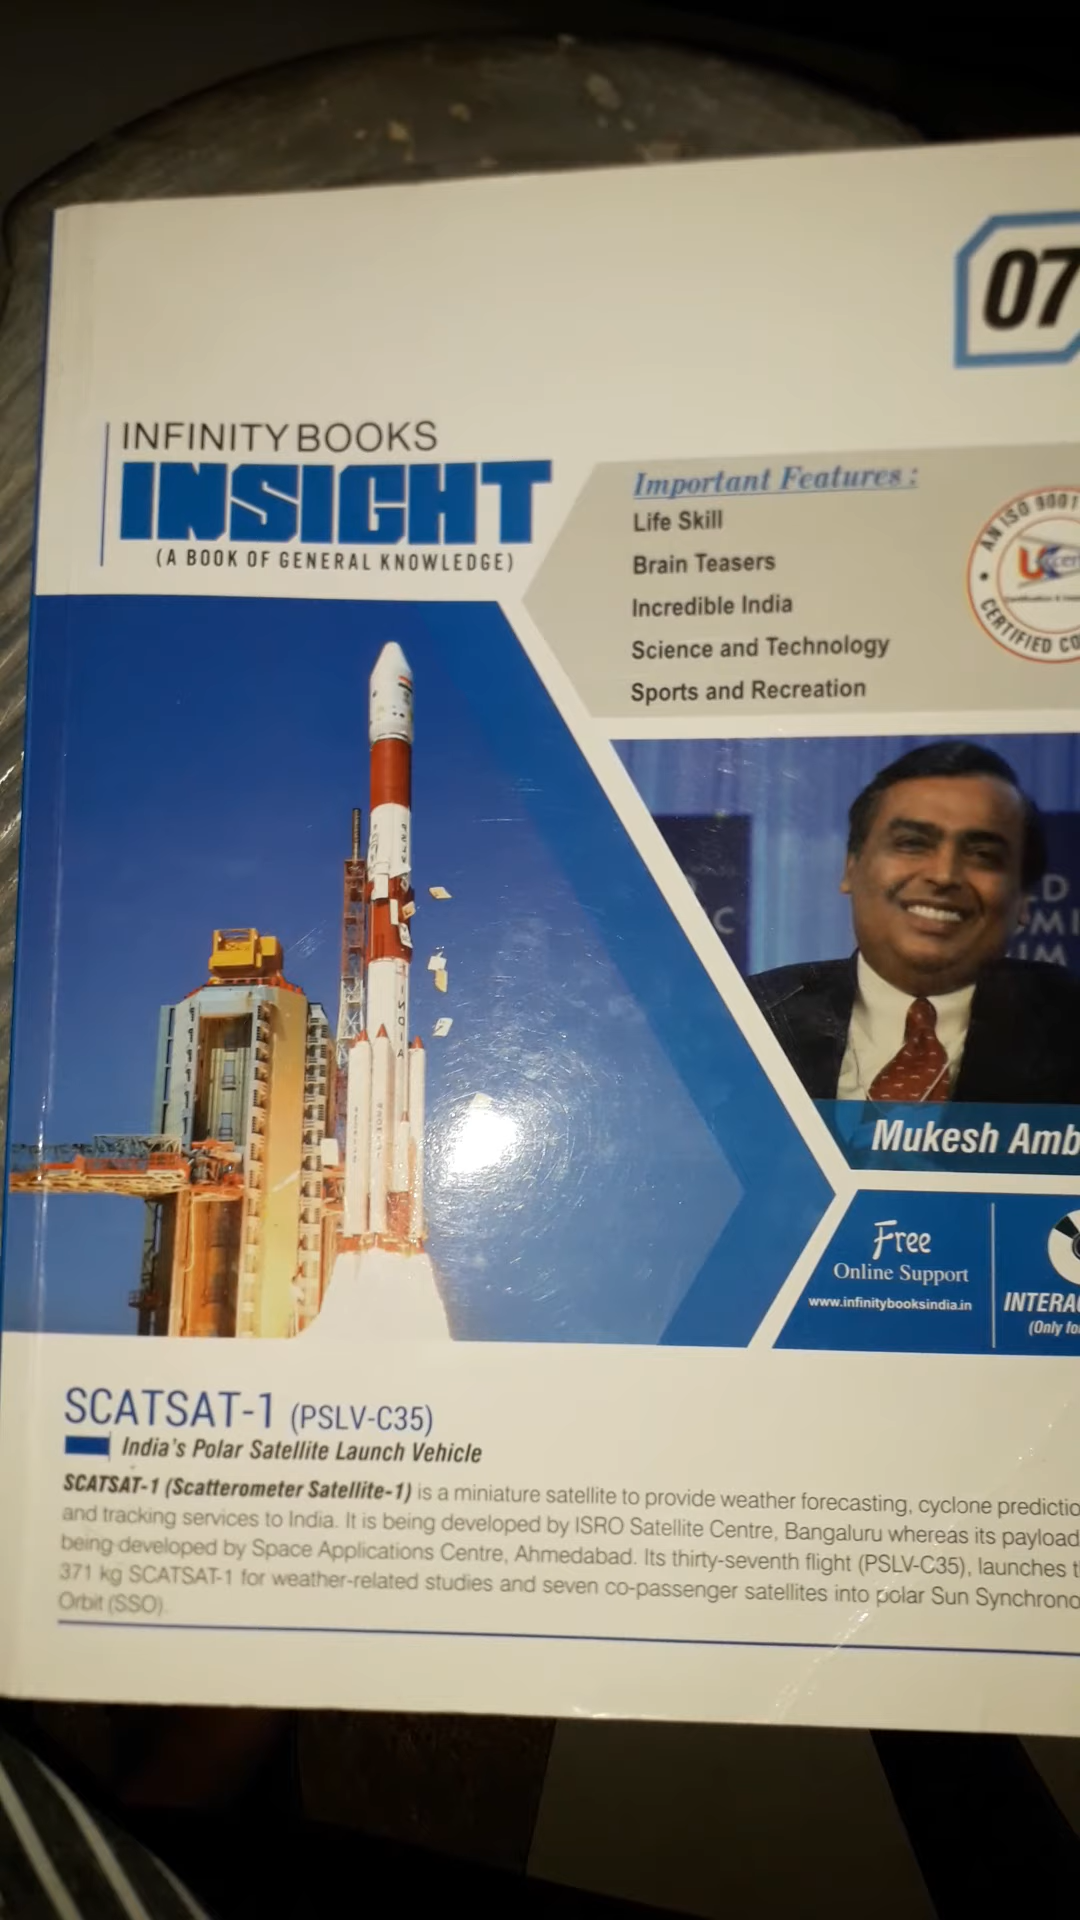 07
INFINITY BOOKS
INSIGHT
(A BOOK OF GENERAL KNOWLEDGE)
Important Features :
Life Skill
Brain Teasers
Incredible India
Science and Technology
Sports and Recreation
AN ISO 9001
CERTIFIED CO
INDIA
Mukesh Amb
Free
Online Support
www.infinitybooksindia.in
INTERA
(Only fo
SCATSAT-1 (PSLV-C35)
India's Polar Satellite Launch Vehicle
SCATSAT-1 (Scatterometer Satellite-1) is a miniature satellite to provide weather forecasting, cyclone predictio
and tracking services to India. It is being developed by ISRO Satellite Centre, Bangaluru whereas its payload
being developed by Space Applications Centre, Ahmedabad. Its thirty-seventh flight (PSLV-C35), launches t
371 kg SCATSAT-1 for weather-related studies and seven co-passenger satellites into polar Sun Synchrono
Orbit (SSO).